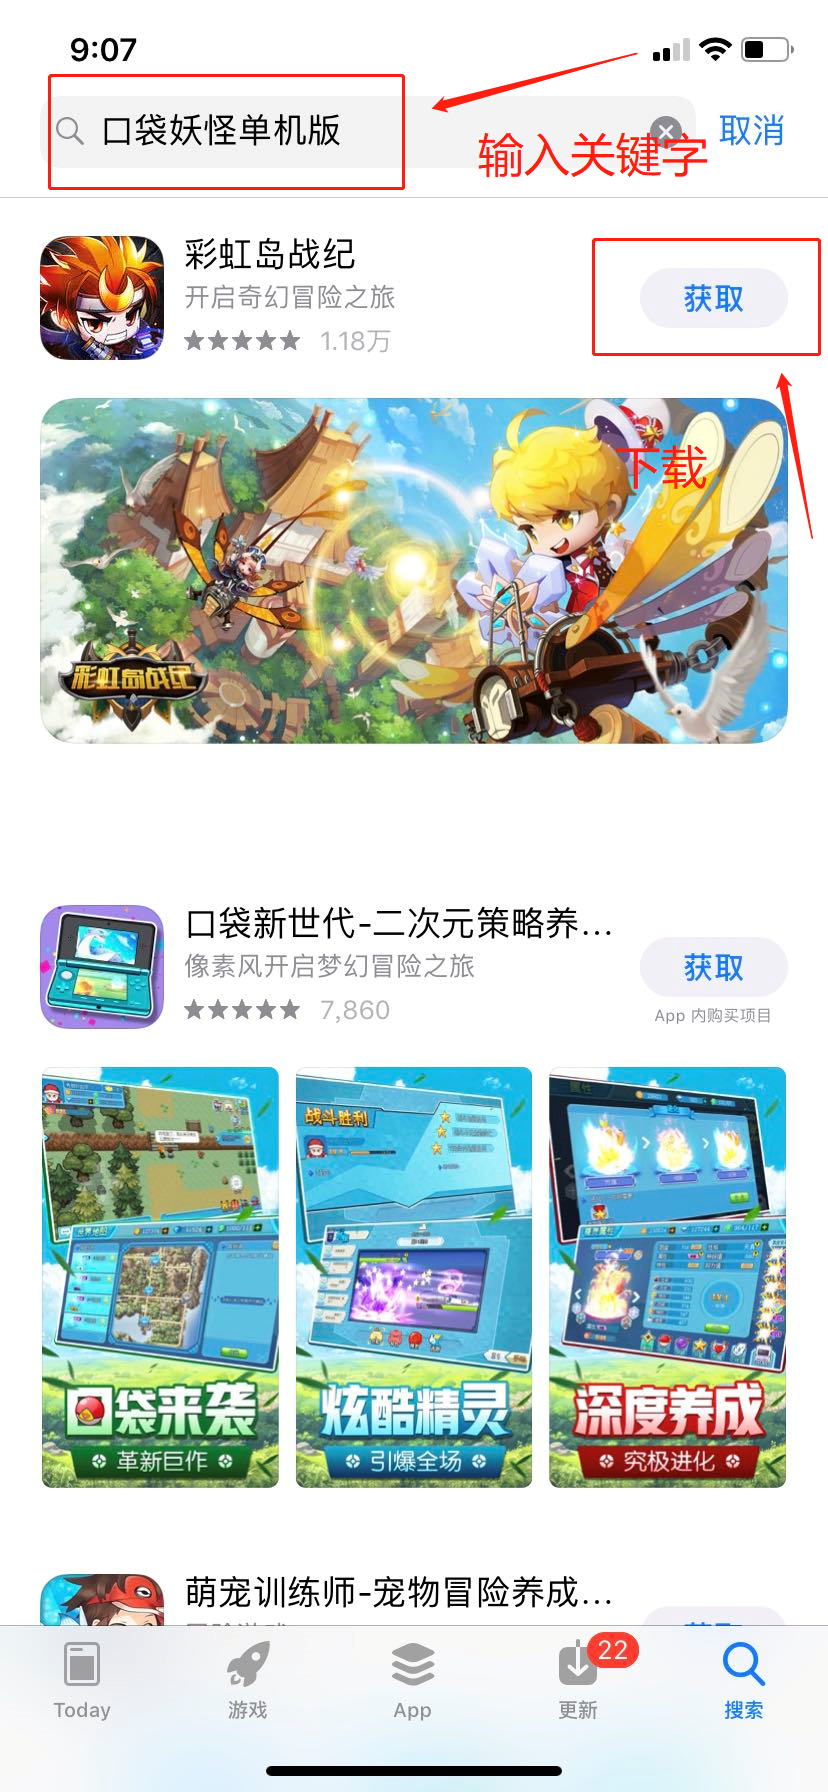 9:07
口袋妖怪单机版
取消
输入关键字
彩虹岛战纪
开启奇幻冒险之旅
1.18万
获取
下载
彩虹岛战纪
口袋新世代-二次元策略养...
像素风开启梦幻冒险之旅
7,860
获取
App 内购买项目
战斗胜利
属性
世界地图
口袋来袭
革新巨作
炫酷精灵
引爆全场
深度养成
究极进化
萌宠训练师-宠物冒险养成...
Today
游戏
App
22
更新
搜索